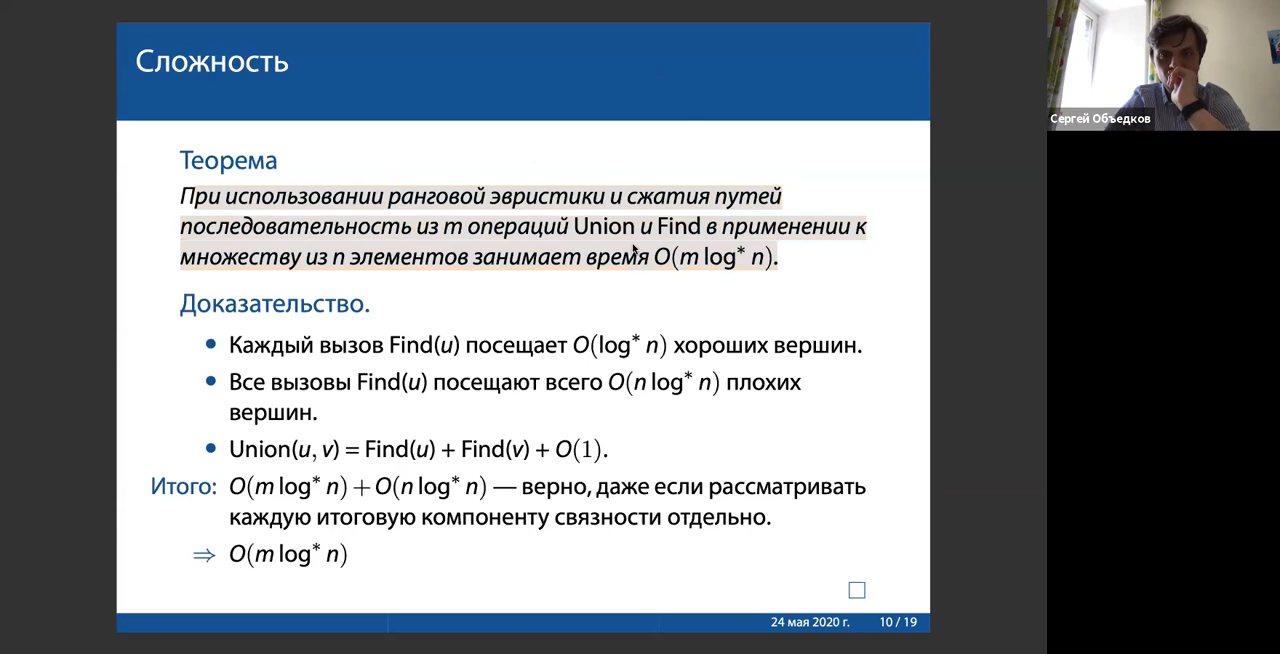 Сложность
Теорема
При использовании ранговой эвристики и сжатия путей
последовательность из m операций Union и Find в применении к
множеству из n элементов занимает время O(m log* n).
Доказательство.
• Каждый вызов Find(u) посещает O(log* n) хороших вершин.
• Все вызовы Find(u) посещают всего O(n log* n) плохих
вершин.
• Union(u, v) = Find(u) + Find(v) + O(1).
Итого: O(m log* n) + O(n log* n) — верно, даже если рассматривать
каждую итоговую компоненту связности отдельно.
⇒ O(m log* n)
24 мая 2020 г. 10 / 19
Сергей Объедков